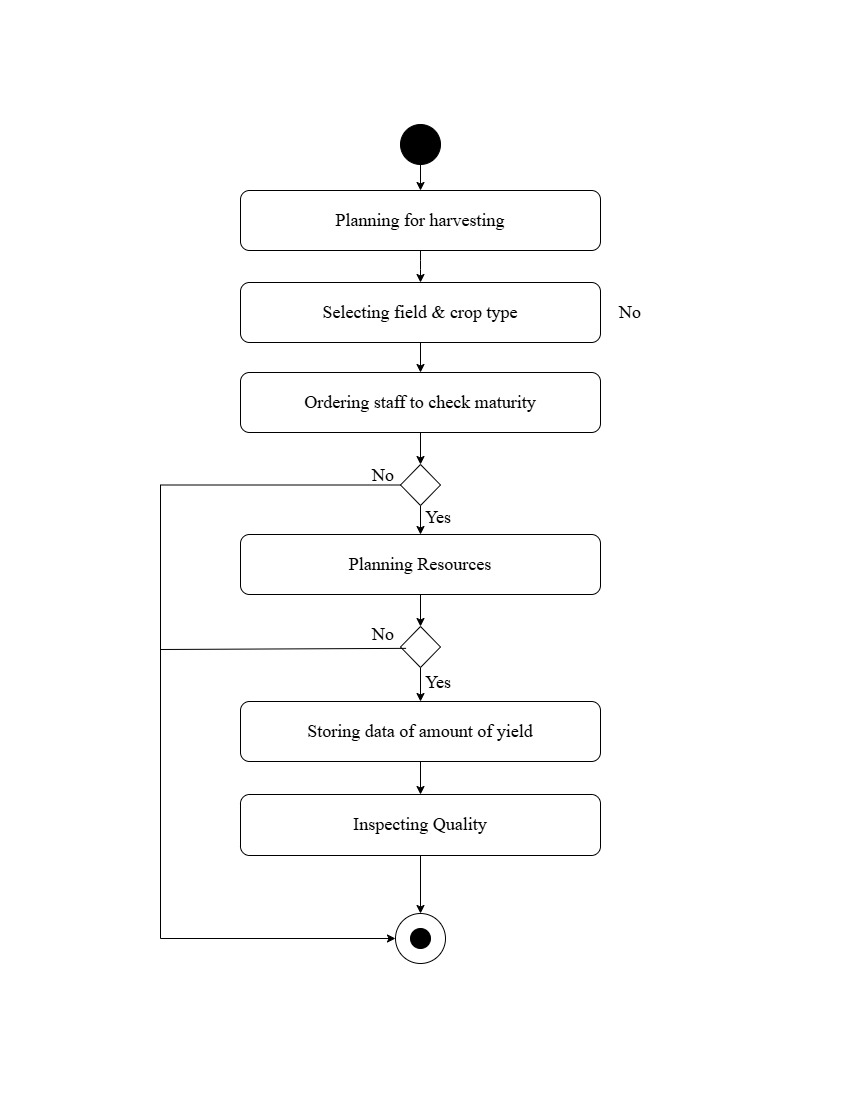 Planning for harvesting
Selecting field & crop type
No
Ordering staff to check maturity
No
Yes
Planning Resources
No
Yes
Storing data of amount of yield
Inspecting Quality